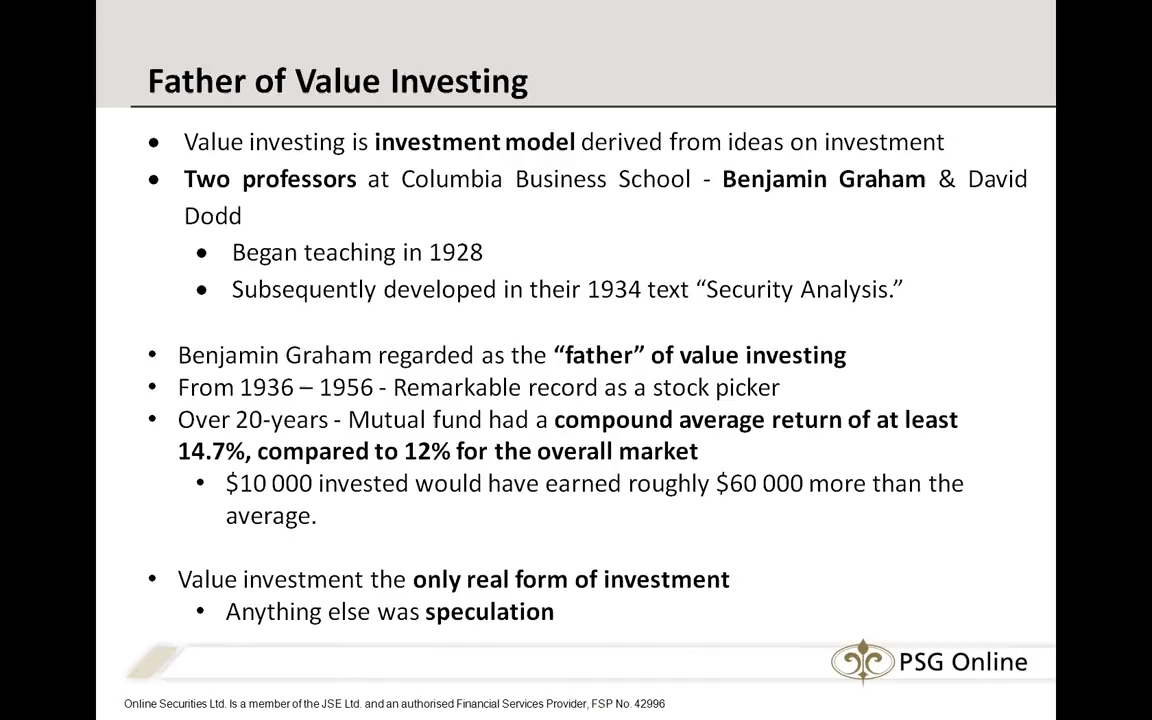 Father of Value Investing
• Value investing is investment model derived from ideas on investment
• Two professors at Columbia Business School - Benjamin Graham & David
Dodd
• Began teaching in 1928
• Subsequently developed in their 1934 text “Security Analysis.”
• Benjamin Graham regarded as the “father” of value investing
• From 1936 – 1956 - Remarkable record as a stock picker
• Over 20-years - Mutual fund had a compound average return of at least
14.7%, compared to 12% for the overall market
• $10 000 invested would have earned roughly $60 000 more than the
average.
• Value investment the only real form of investment
• Anything else was speculation
PSG Online
Online Securities Ltd. Is a member of the JSE Ltd. and an authorised Financial Services Provider, FSP No. 42996